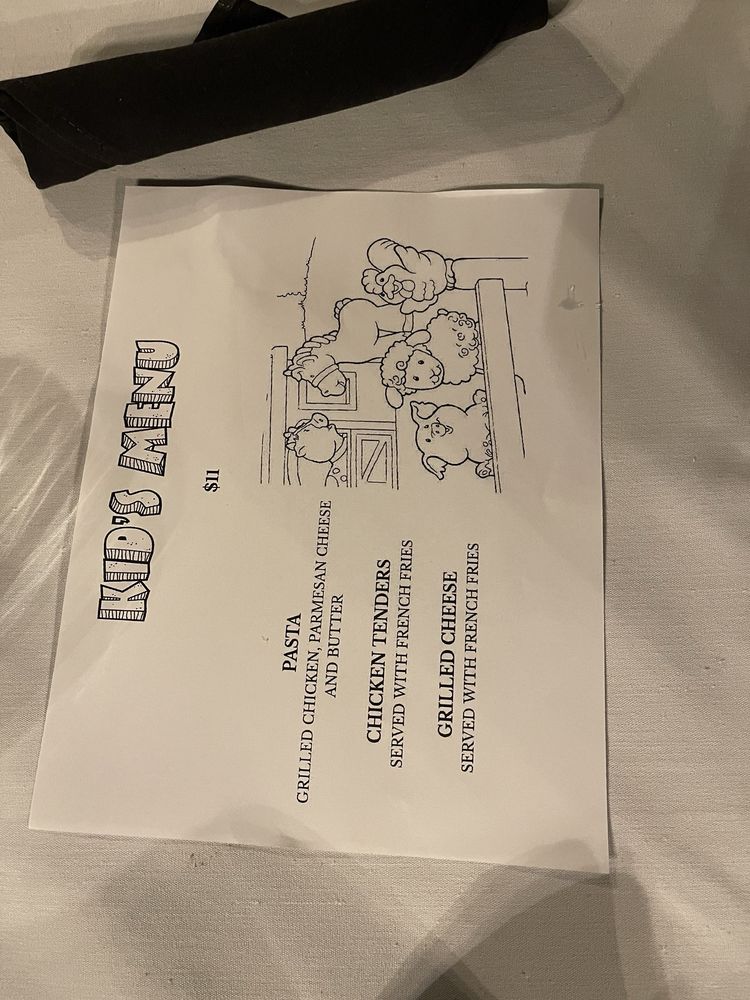 KID'S MENU
$11
PASTA
GRILLED CHICKEN, PARMESAN CHEESE
AND BUTTER
CHICKEN TENDERS
SERVED WITH FRENCH FRIES
GRILLED CHEESE
SERVED WITH FRENCH FRIES